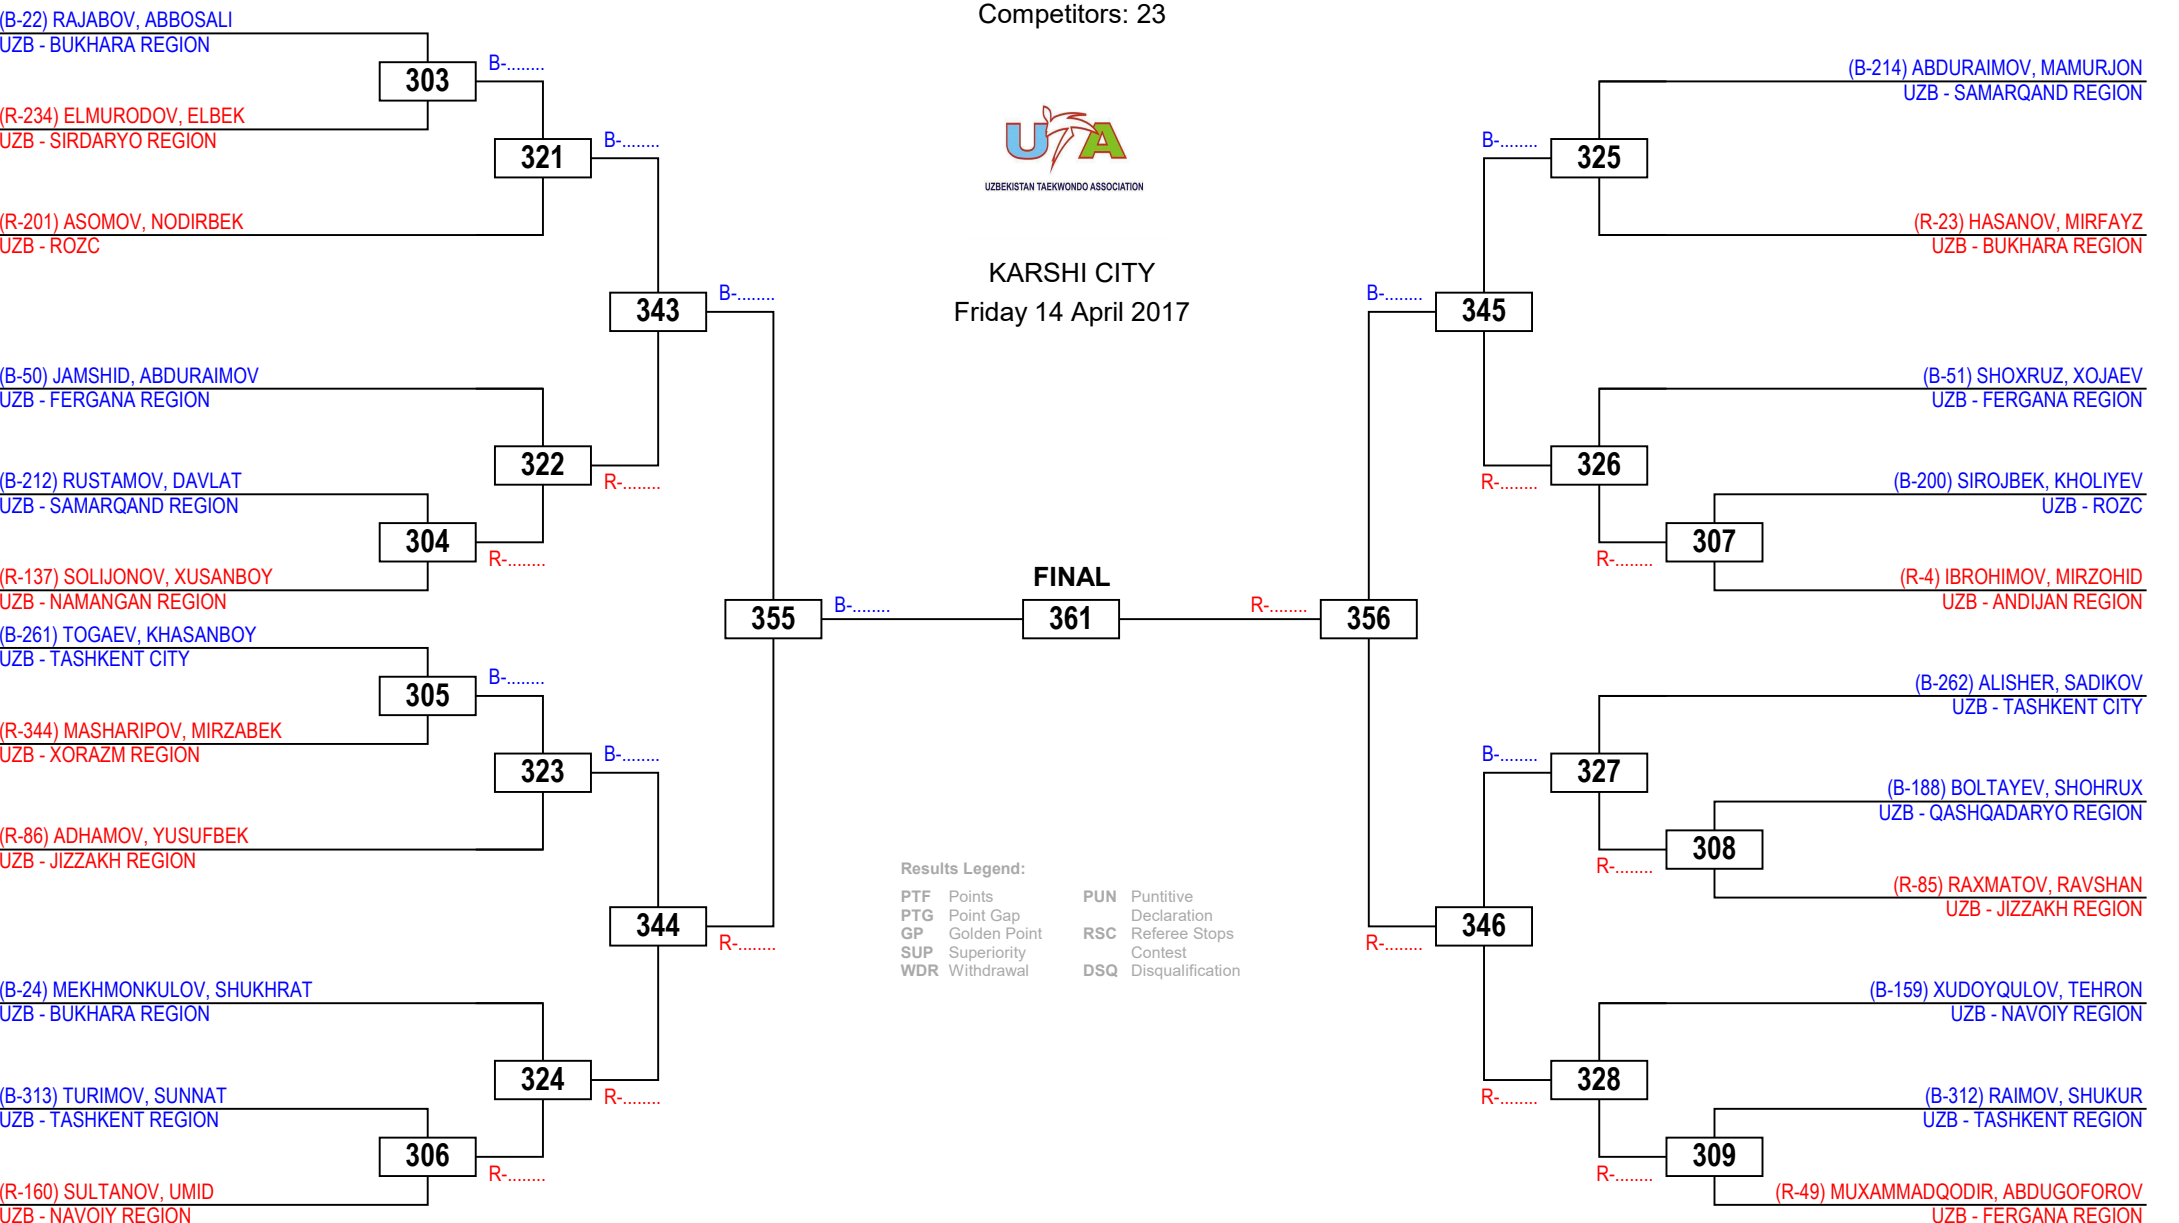 Competitors: 23
UTA
UZBEKISTAN TAEKWONDO ASSOCIATION
KARSHI CITY
Friday 14 April 2017
(B-22) RAJABOV, ABBOSALI
UZB - BUKHARA REGION
303
B-........
(R-234) ELMURODOV, ELBEK
UZB - SIRDARYO REGION
321
B-........
(R-201) ASOMOV, NODIRBEK
UZB - ROZC
343
B-........
(B-50) JAMSHID, ABDURAIMOV
UZB - FERGANA REGION
322
R-........
(B-212) RUSTAMOV, DAVLAT
UZB - SAMARQAND REGION
304
R-........
(R-137) SOLIJONOV, XUSANBOY
UZB - NAMANGAN REGION
355
B-........
(B-261) TOGAEV, KHASANBOY
UZB - TASHKENT CITY
305
B-........
(R-344) MASHARIPOV, MIRZABEK
UZB - XORAZM REGION
323
B-........
(R-86) ADHAMOV, YUSUFBEK
UZB - JIZZAKH REGION
344
R-........
(B-24) MEKHMONKULOV, SHUKHRAT
UZB - BUKHARA REGION
324
R-........
(B-313) TURIMOV, SUNNAT
UZB - TASHKENT REGION
306
R-........
(R-160) SULTANOV, UMID
UZB - NAVOIY REGION
FINAL
361
Results Legend:
PTF Points
PTG Point Gap
GP Golden Point
SUP Superiority
WDR Withdrawal
PUN Puntitive
Declaration
RSC Referee Stops
Contest
DSQ Disqualification
(B-214) ABDURAIMOV, MAMURJON
UZB - SAMARQAND REGION
B-........
325
(R-23) HASANOV, MIRFAYZ
UZB - BUKHARA REGION
B-........
345
(B-51) SHOXRUZ, XOJAEV
UZB - FERGANA REGION
R-........
326
(B-200) SIROJBEK, KHOLIYEV
UZB - ROZC
R-........
307
(R-4) IBROHIMOV, MIRZOHID
UZB - ANDIJAN REGION
R-........
356
(B-262) ALISHER, SADIKOV
UZB - TASHKENT CITY
B-........
327
(B-188) BOLTAYEV, SHOHRUX
UZB - QASHQADARYO REGION
R-........
308
(R-85) RAXMATOV, RAVSHAN
UZB - JIZZAKH REGION
R-........
346
(B-159) XUDOYQULOV, TEHRON
UZB - NAVOIY REGION
R-........
328
(B-312) RAIMOV, SHUKUR
UZB - TASHKENT REGION
R-........
309
(R-49) MUXAMMADQODIR, ABDUGOFOROV
UZB - FERGANA REGION